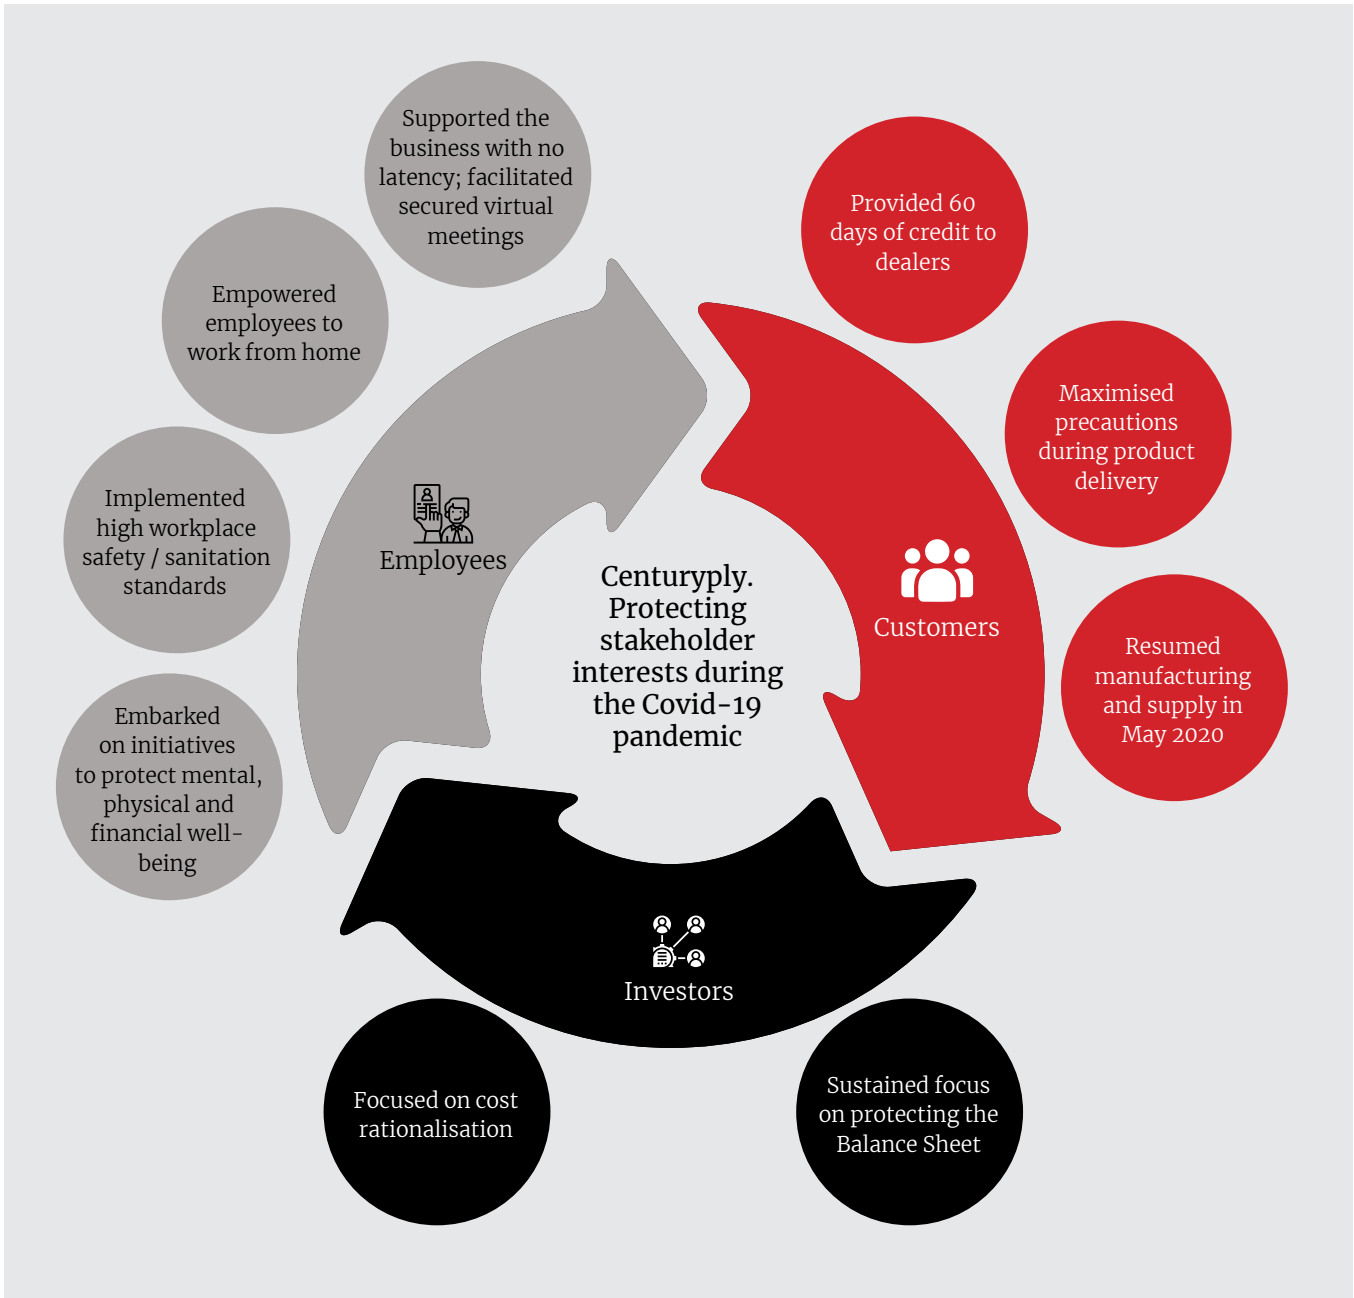 Supported the
business with no
latency; facilitated
secured virtual
meetings
Empowered
employees to
work from home
Implemented
high workplace
safety / sanitation
standards
Embarked
on initiatives
to protect mental,
physical and
financial well-
being
Employees
Centuryply.
Protecting
stakeholder
interests during
the Covid-19
pandemic
Provided 60
days of credit to
dealers
Maximised
precautions
during product
delivery
Resumed
manufacturing
and supply in
May 2020
Customers
Investors
Focused on cost
rationalisation
Sustained focus
on protecting the
Balance Sheet